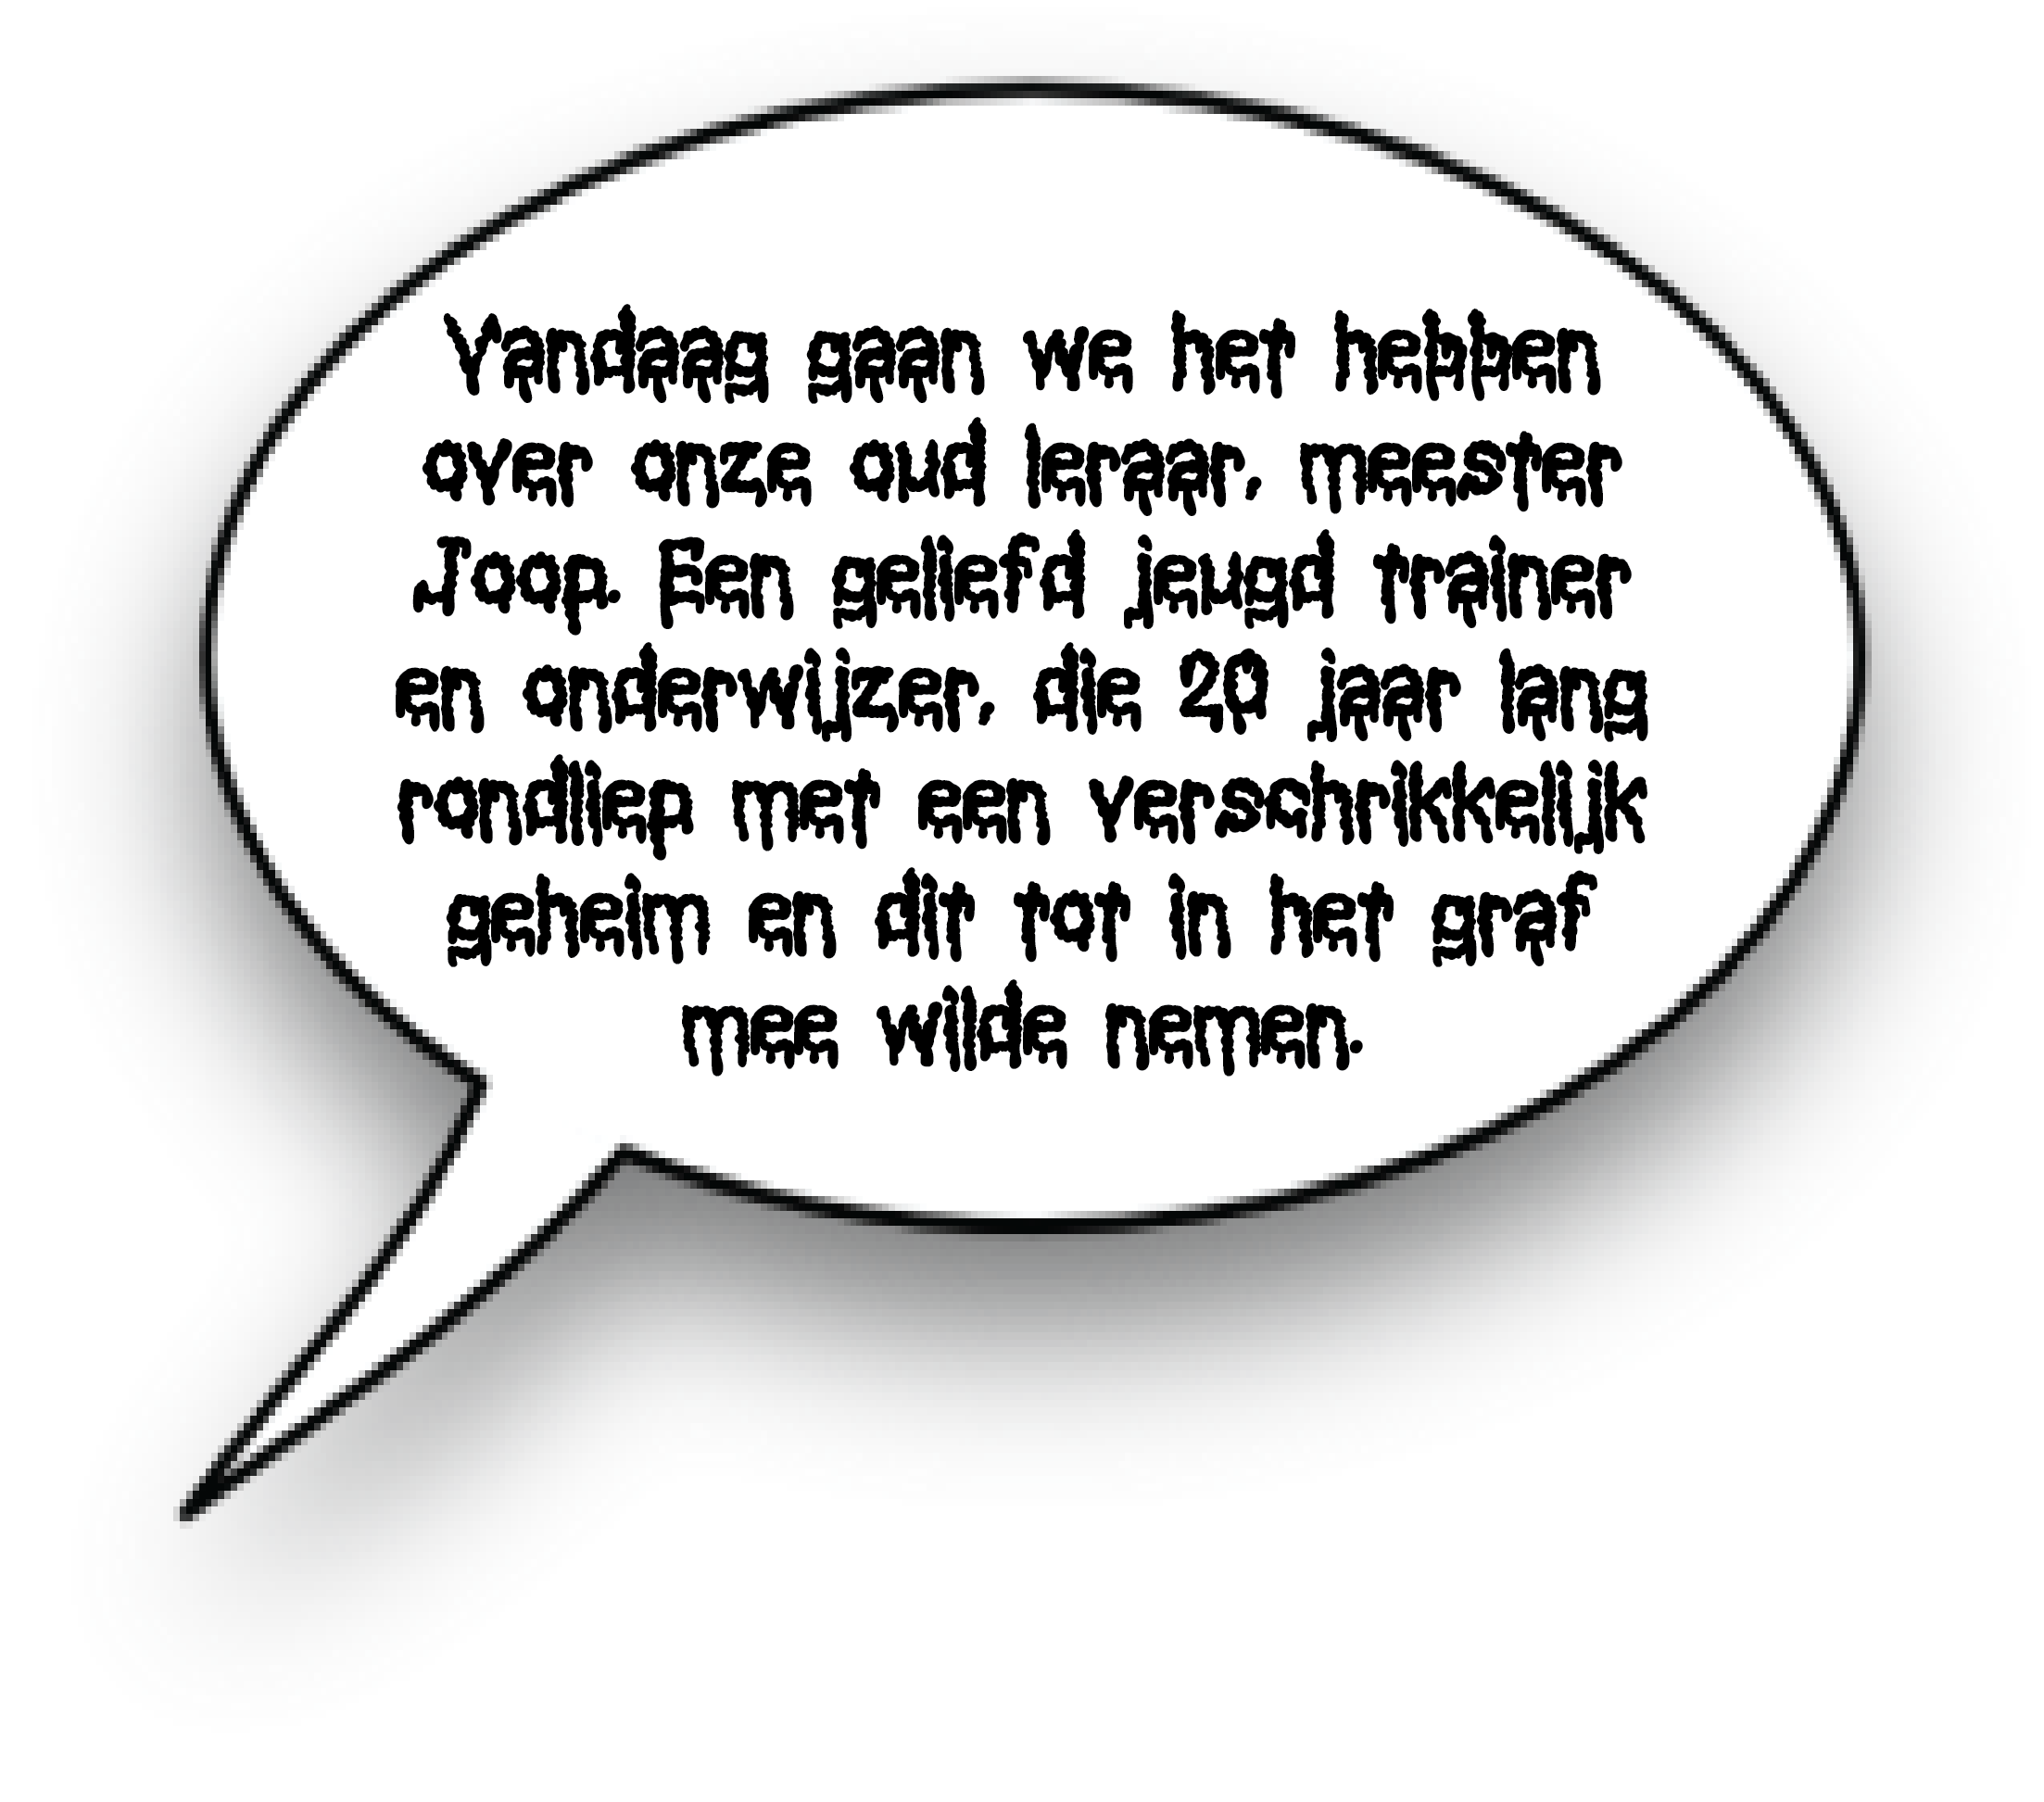 Vandaag gaan we het hebben
over onze oud leraar, meester
Joop. Een geliefd jeugd trainer
en onderwijzer, die 20 jaar lang
rondliep met een verschrikkelijk
geheim en dit tot in het graf
mee wilde nemen.